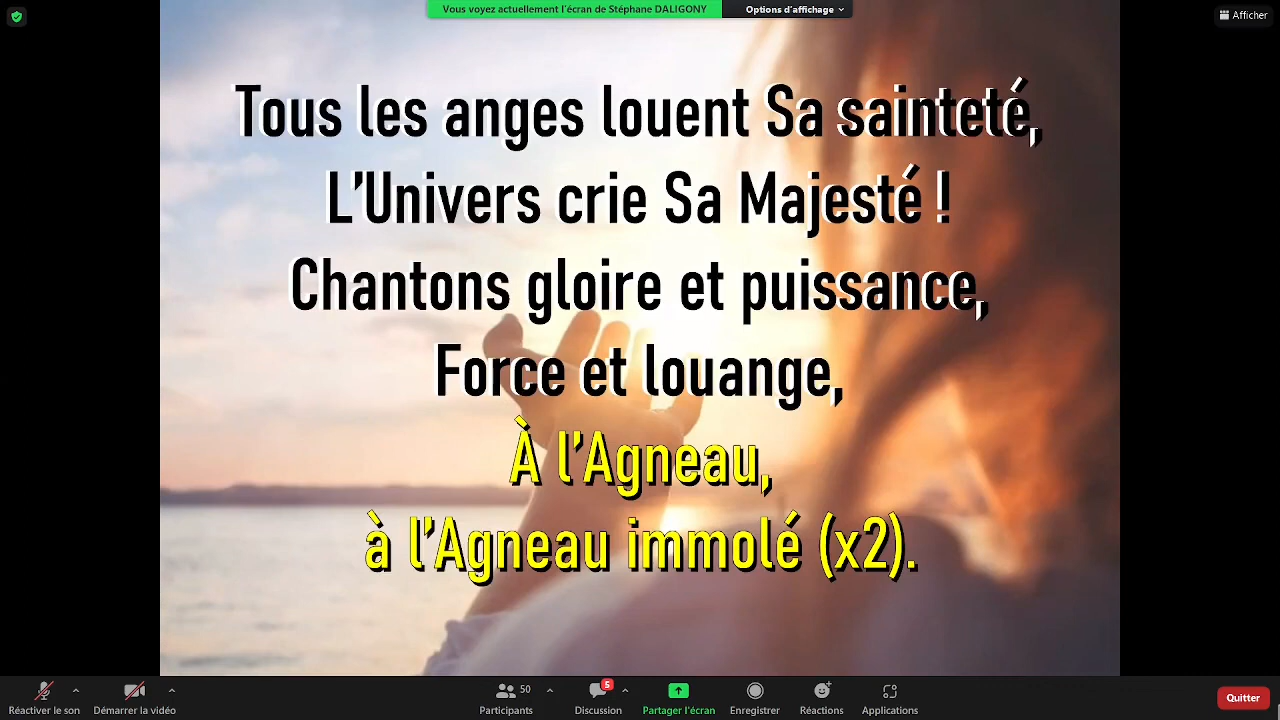 Vous voyez actuellement l'écran de Stéphane DALIGONY
Options d'affichage
Afficher
Tous les anges louent Sa sainteté,
L'Univers crie Sa Majesté !
Chantons gloire et puissance,
Force et louange,
À l'Agneau,
à l'Agneau immolé (x2).
Réactiver le son
Démarrer la vidéo
50
Participants
5
Discussion
Partager l'écran
Enregistrer
Réactions
Applications
Quitter